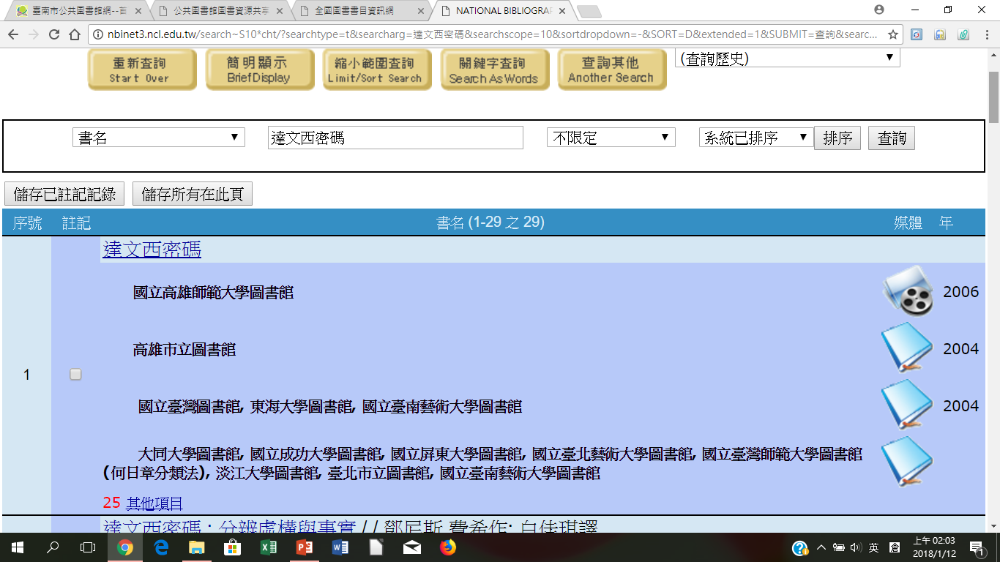 臺南市公共圖書館網--首
公共圖書館圖書資源共享
全國圖書書目資訊網
NATIONAL BIBLIOGRAP
nbinet3.ncl.edu.tw/search~S10*cht/?searchtype=t&searcharg=達文西密碼&searchscope=10&sortdropdown=-&SORT=D&extended=1&SUBMIT=查詢&searc...
重新查詢 簡明顯示 縮小範圍查詢 關鍵字查詢 查詢其他 (查詢歷史)
Start Over Brief Display Limit/Sort Search Search As Words Another Search
書名 達文西密碼 不限定 系統已排序 排序 查詢
儲存已註記記錄 儲存所有在此頁
序號 註記 書名 (1-29 之 29) 媒體 年
達文西密碼
國立高雄師範大學圖書館 2006
高雄市立圖書館 2004
1
國立臺灣圖書館, 東海大學圖書館, 國立臺南藝術大學圖書館 2004
大同大學圖書館, 國立成功大學圖書館, 國立屏東大學圖書館, 國立臺北藝術大學圖書館, 國立臺灣師範大學圖書館
(何日章分類法), 淡江大學圖書館, 臺北市立圖書館, 國立臺南藝術大學圖書館
25 其他項目
達文西密碼 : 分辨虛構與事實 / / 鄧尼斯.費希作; 白佳琪譯
英 倉 上午 02:03
2018/1/12
1